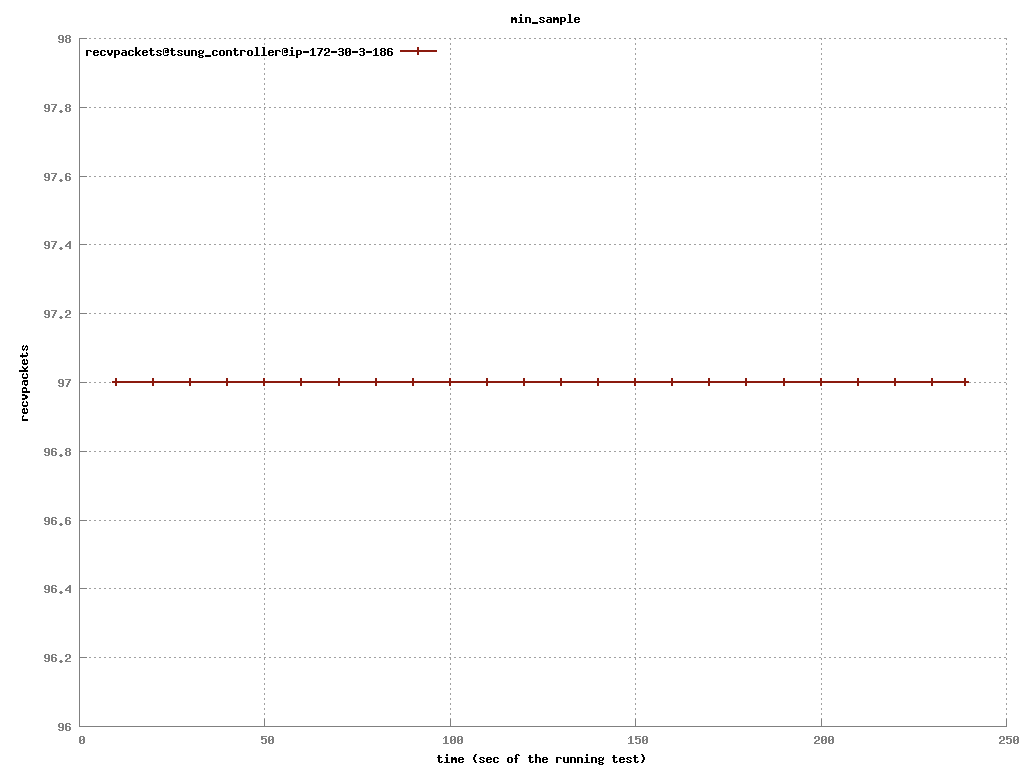 min_sample
98
recvpackets@tsung_controller@ip-172-30-3-186
97.8
97.6
97.4
97.2
97
96.8
96.6
96.4
96.2
96
recvpackets
0 50 100 150 200 250
time (sec of the running test)